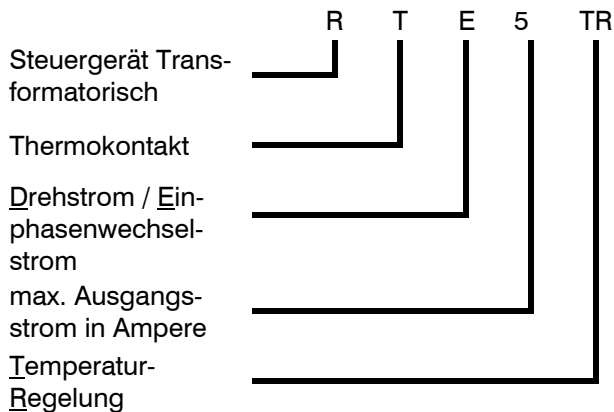 R T E 5 TR
Steuergerät Trans-
formatorisch
Thermokontakt
Drehstrom / Ein-
phasenwechsel-
strom
max. Ausgangs-
strom in Ampere
Temperatur-
Regelung